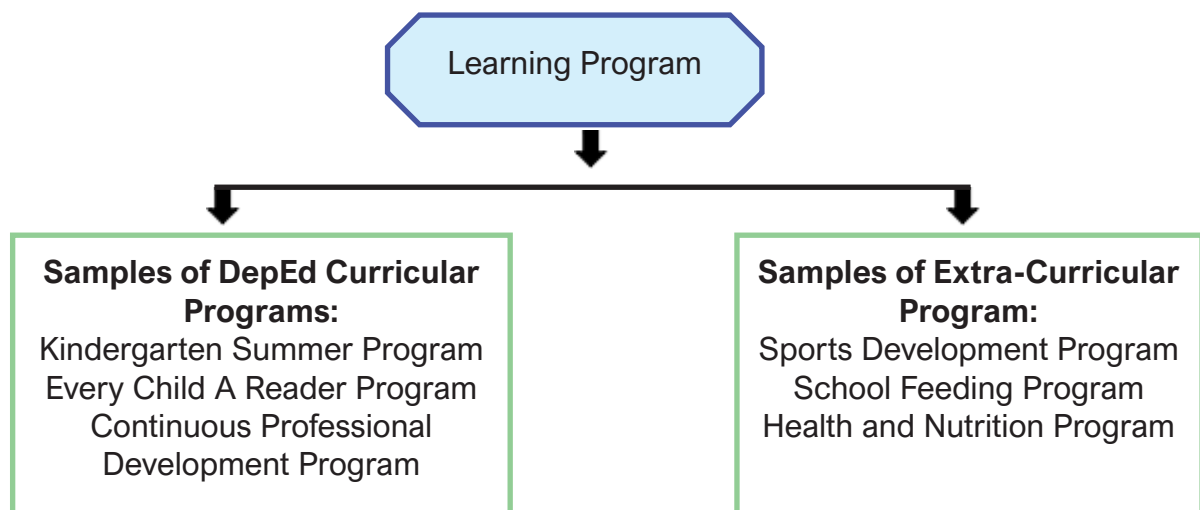 Learning Program
Samples of DepEd Curricular
Programs:
Kindergarten Summer Program
Every Child A Reader Program
Continuous Professional
Development Program
Samples of Extra-Curricular
Program:
Sports Development Program
School Feeding Program
Health and Nutrition Program